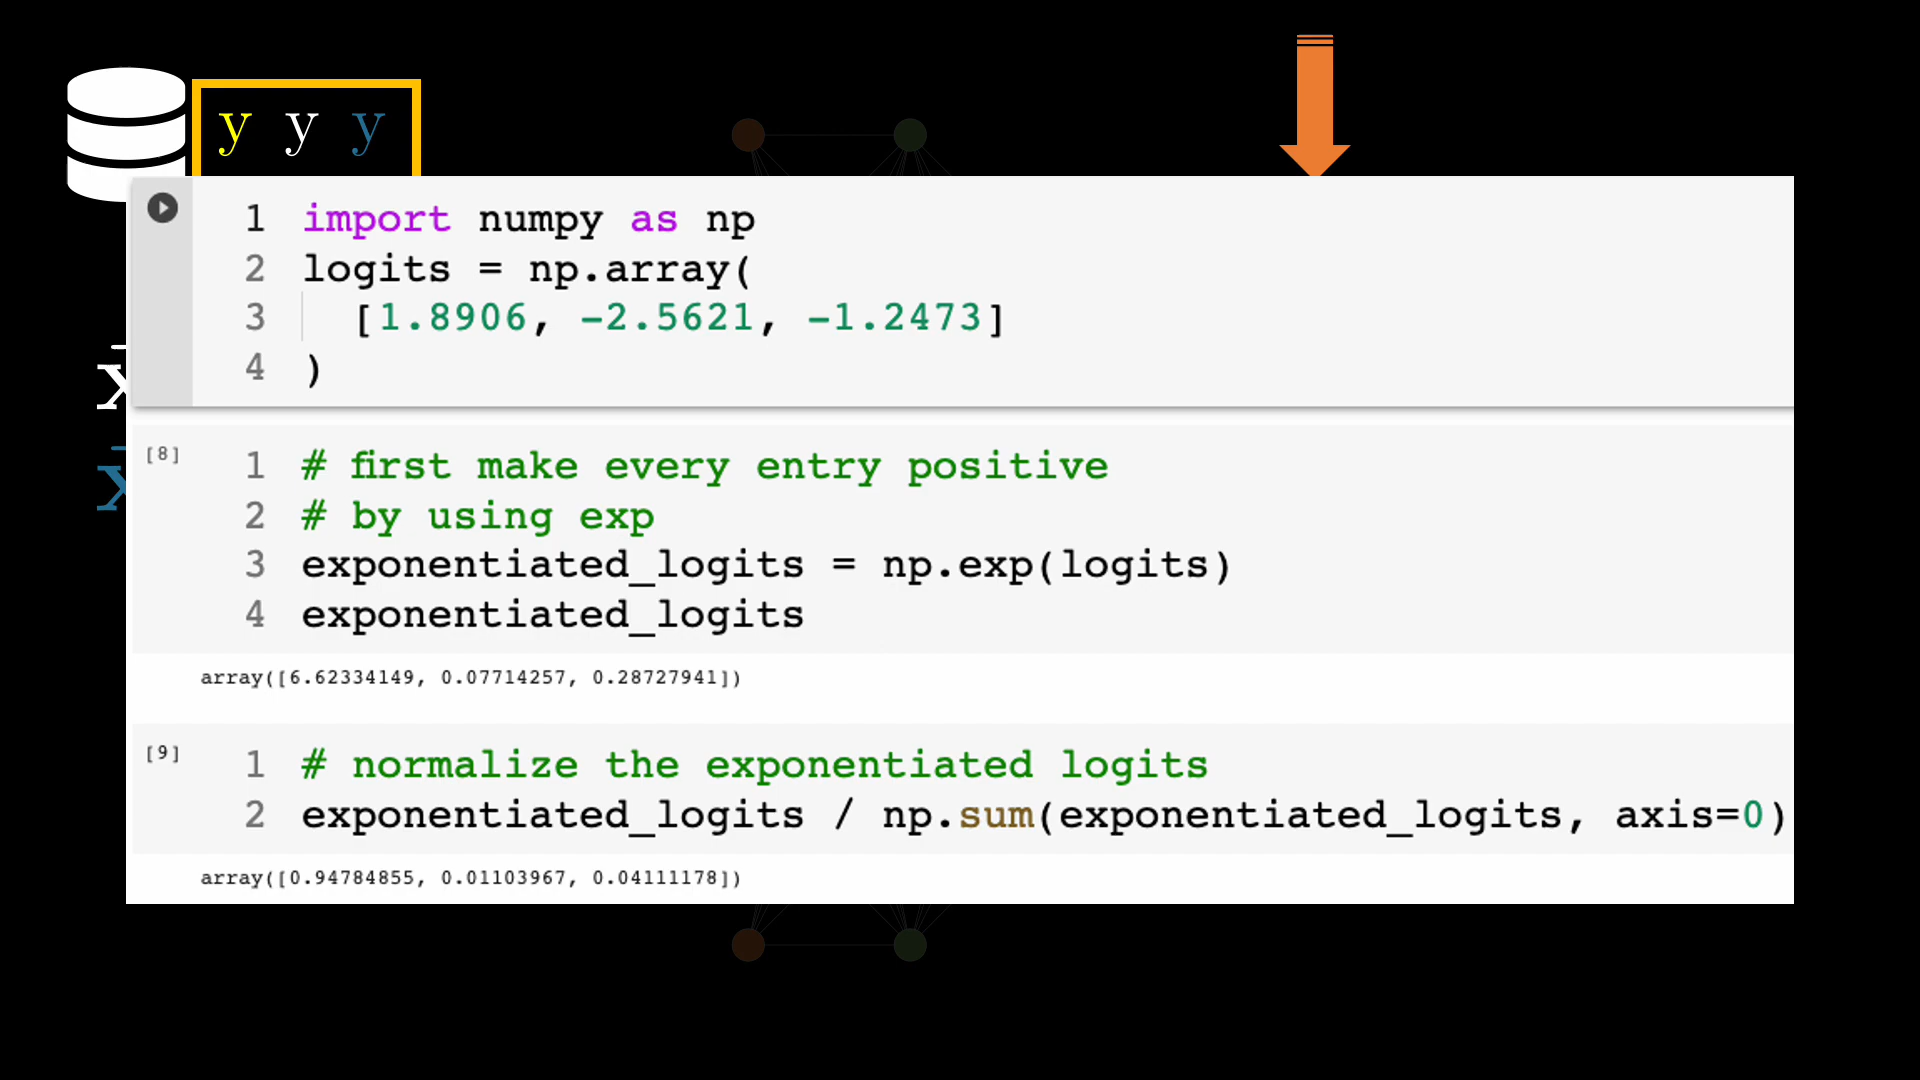 y y y
1 import numpy as np
2 logits = np.array(
3 [1.8906, -2.5621, -1.2473]
4 )
x
x
[8] 1 # first make every entry positive
2 # by using exp
3 exponentiated_logits = np.exp(logits)
4 exponentiated_logits
array([6.62334149, 0.07714257, 0.28727941])
[9] 1 # normalize the exponentiated logits
2 exponentiated_logits / np.sum(exponentiated_logits, axis=0)
array([0.94784855, 0.01103967, 0.04111178])